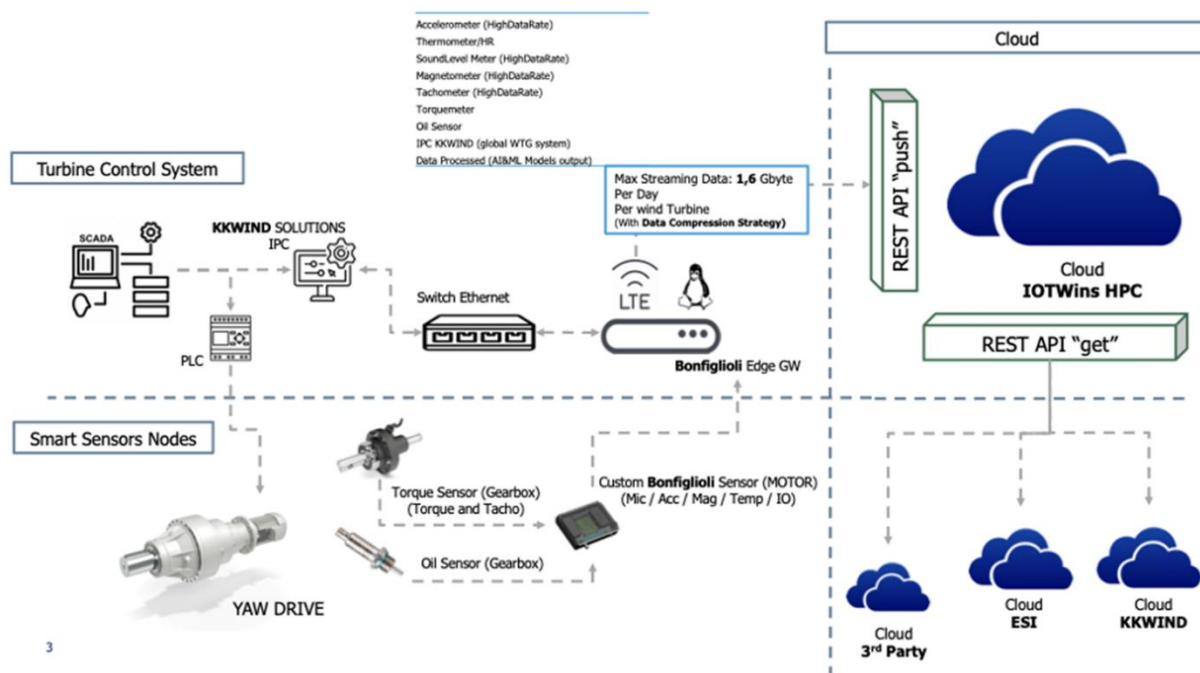 Accelerometer (HighDataRate)
Thermometer/HR
SoundLevel Meter (HighDataRate)
Magnetometer (HighDataRate)
Tachometer (HighDataRate)
Torquemeter
Oil Sensor
IPC KKWIND (global WTG system)
Data Processed (AI&ML Models output)
Cloud
Turbine Control System
Max Streaming Data: 1,6 Gbyte
Per Day
Per wind Turbine
(With Data Compression Strategy)
REST API “push”
SCADA
KKWIND SOLUTIONS
IPC
Switch Ethernet
LTE
Cloud
IOTWins HPC
PLC
Bonfiglioli Edge GW
REST API “get”
Smart Sensors Nodes
Torque Sensor (Gearbox)
(Torque and Tacho)
Custom Bonfiglioli Sensor (MOTOR)
(Mic / Acc / Mag / Temp / IO)
Oil Sensor (Gearbox)
YAW DRIVE
Cloud
3rd Party
Cloud
ESI
Cloud
KKWIND
3